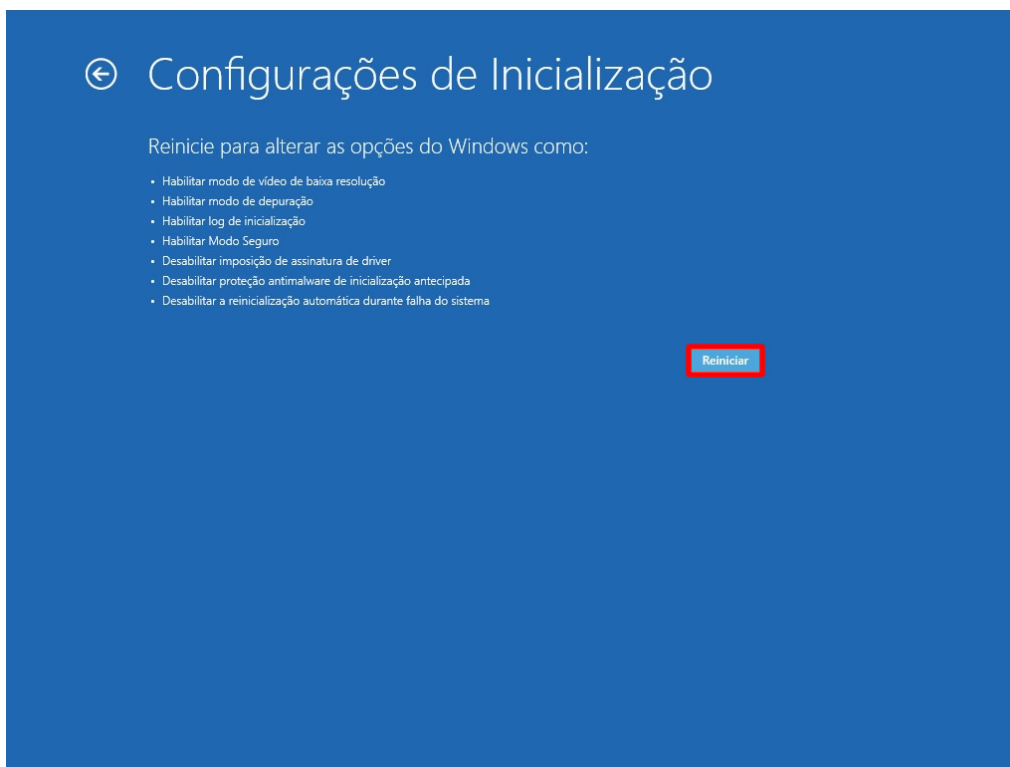 Configurações de Inicialização
Reinicie para alterar as opções do Windows como:
• Habilitar modo de vídeo de baixa resolução
• Habilitar modo de depuração
• Habilitar log de inicialização
• Habilitar Modo Seguro
• Desabilitar imposição de assinatura de driver
• Desabilitar proteção antimalware de inicialização antecipada
• Desabilitar a reinicialização automática durante falha do sistema
Reiniciar